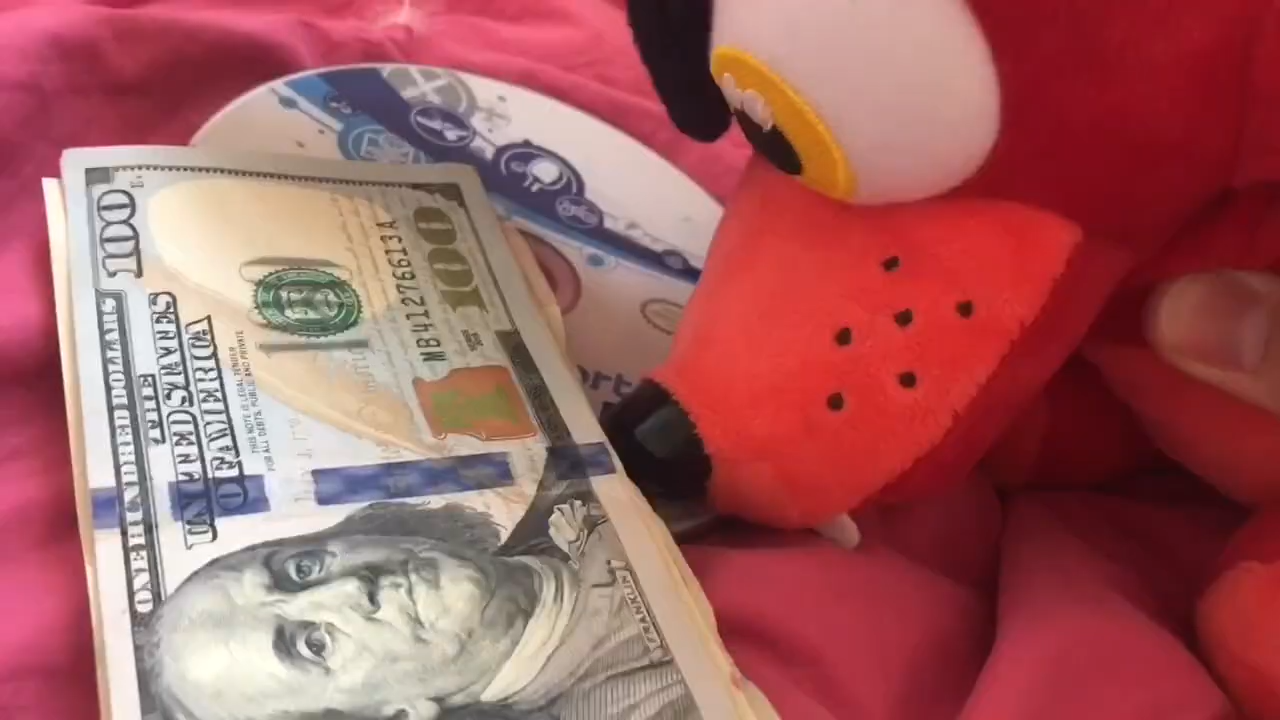 100
ONE HUNDRED DOLLARS
THE
UNITED STATES
OF AMERICA
THIS NOTE IS LEGAL TENDER
FOR ALL DEBTS, PUBLIC AND PRIVATE
100
MB41276613A
100
FRANKLIN